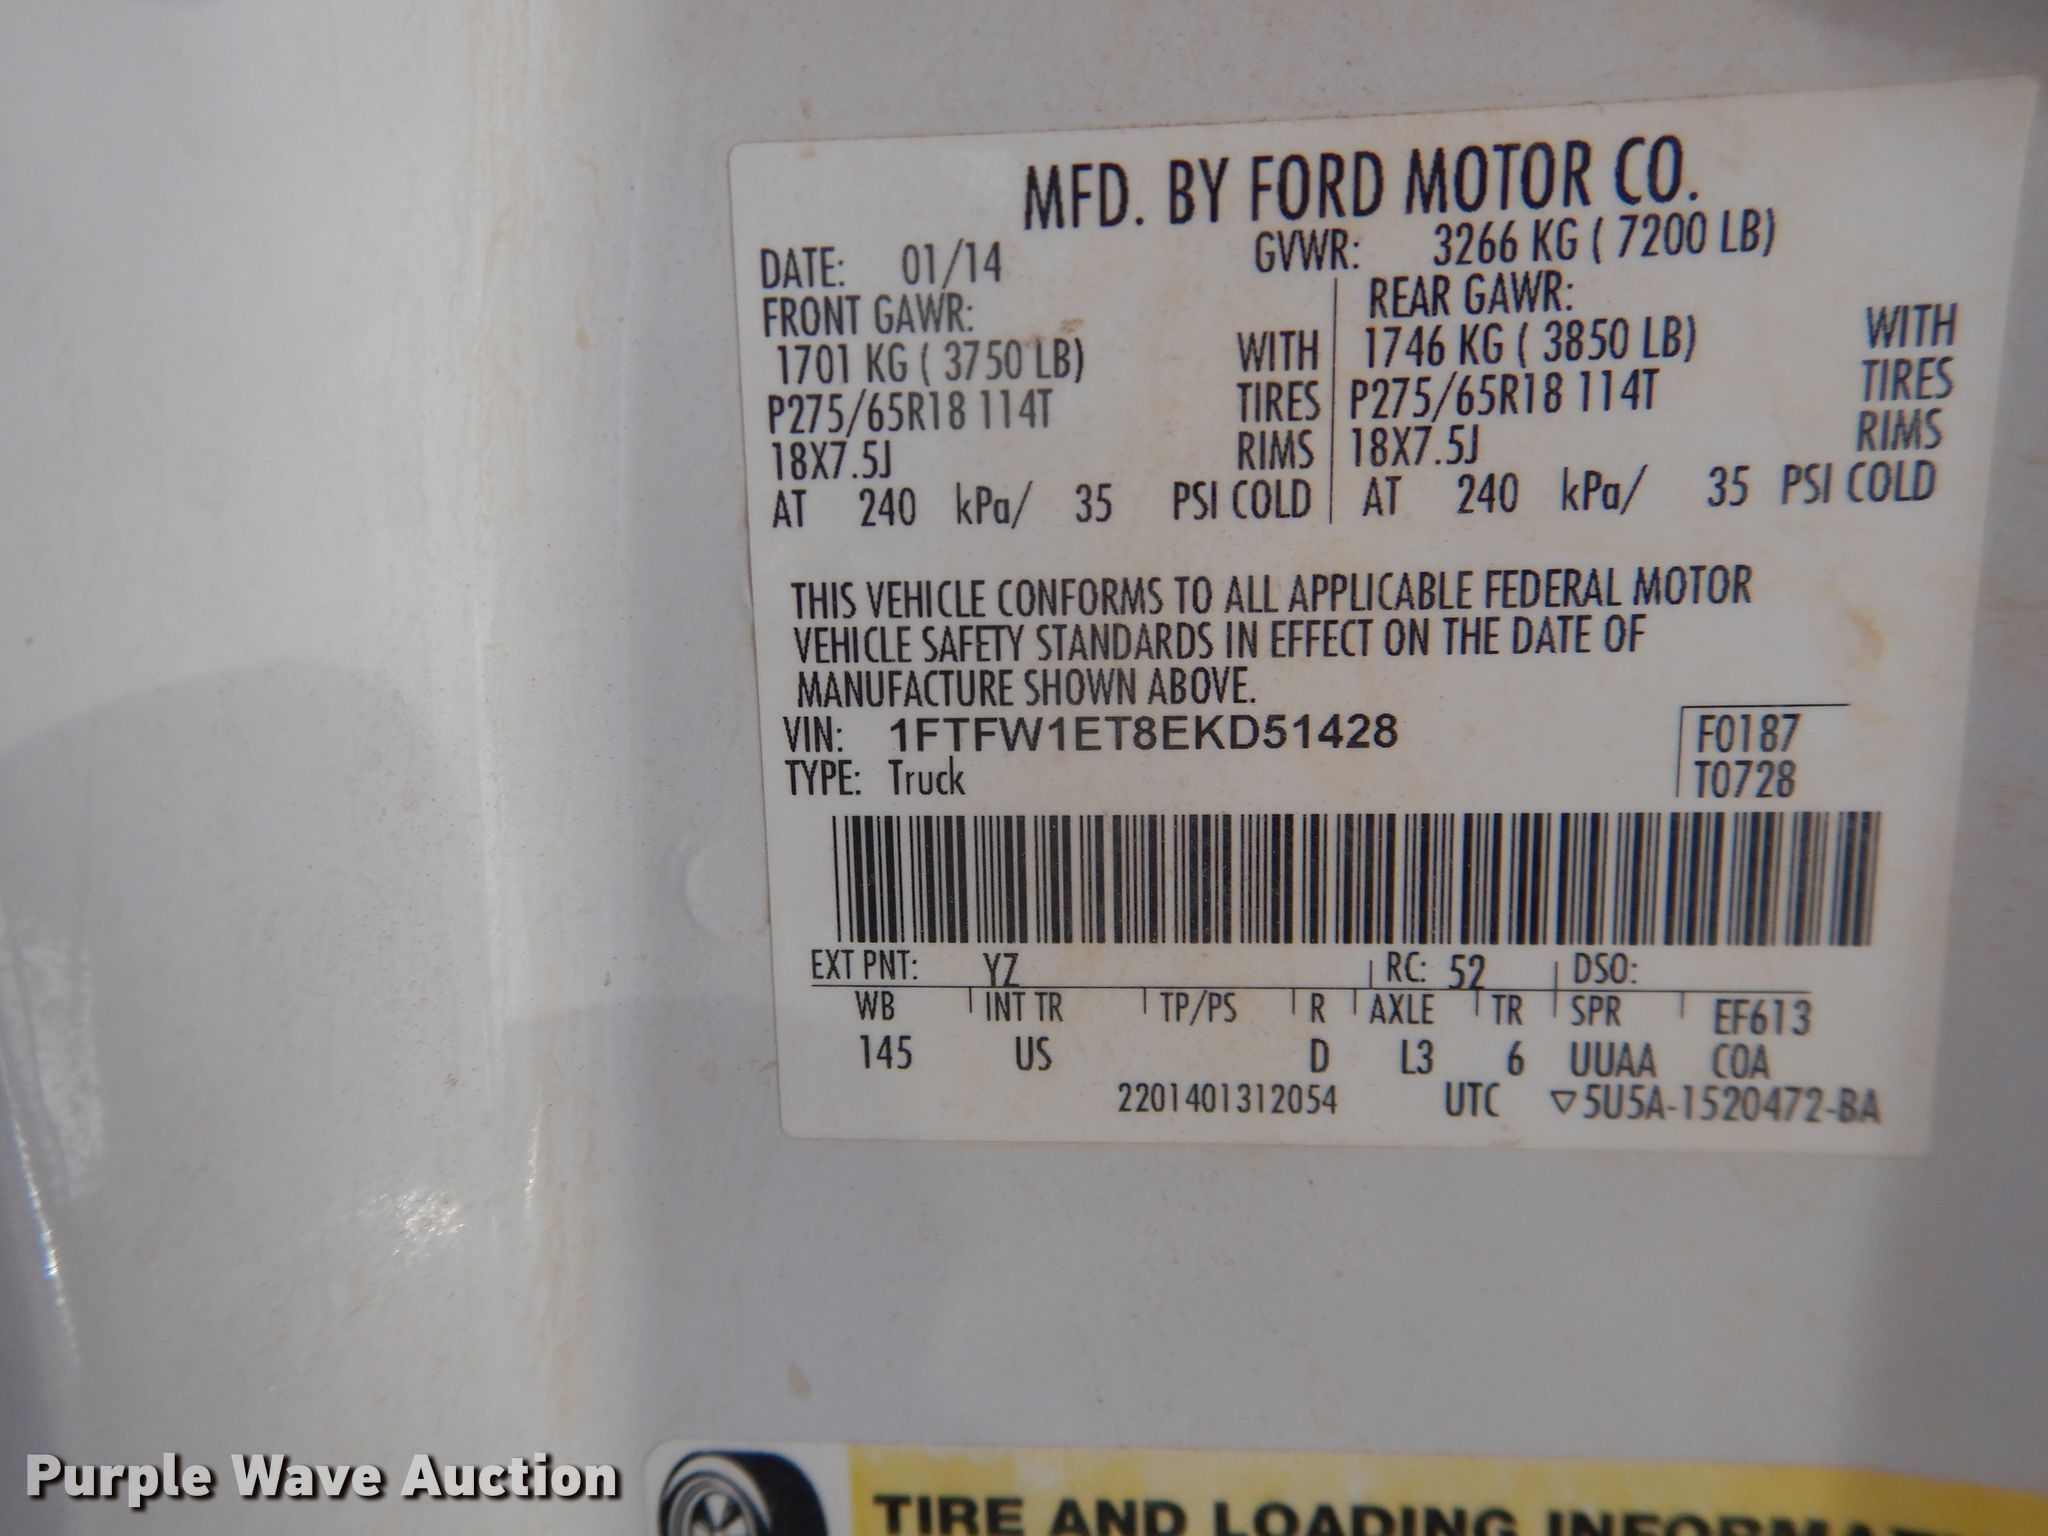 MFD. BY FORD MOTOR CO.
DATE: 01/14 GVWR: 3266 KG ( 7200 LB)
FRONT GAWR: REAR GAWR:
1701 KG ( 3750 LB) WITH 1746 KG ( 3850 LB) WITH
P275/65R18 114T TIRES P275/65R18 114T TIRES
18X7.5J RIMS 18X7.5J RIMS
AT 240 kPa/ 35 PSI COLD AT 240 kPa/ 35 PSI COLD
THIS VEHICLE CONFORMS TO ALL APPLICABLE FEDERAL MOTOR
VEHICLE SAFETY STANDARDS IN EFFECT ON THE DATE OF
MANUFACTURE SHOWN ABOVE.
VIN: 1FTFW1ET8EKD51428 F0187
TYPE: Truck T0728
EXT PNT: YZ RC: 52 DSO:
WB INT TR TP/PS R AXLE TR SPR EF613
145 US D L3 6 UUAA COA
2201401312054 UTC ▽5U5A-1520472-BA
TIRE AND LOADING
Purple Wave Auction